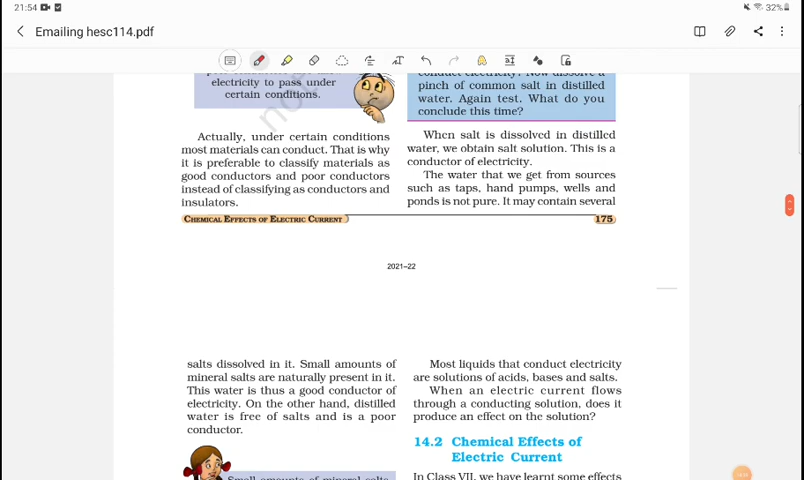 21:54
32%
Emailing hesc114.pdf
electricity to pass under
certain conditions.
conduct electricity? Now dissolve a
pinch of common salt in distilled
water. Again test. What do you
conclude this time?
Actually, under certain conditions
most materials can conduct. That is why
it is preferable to classify materials as
good conductors and poor conductors
instead of classifying as conductors and
insulators.
When salt is dissolved in distilled
water, we obtain salt solution. This is a
conductor of electricity.
The water that we get from sources
such as taps, hand pumps, wells and
ponds is not pure. It may contain several
CHEMICAL EFFECTS OF ELECTRIC CURRENT
175
2021–22
salts dissolved in it. Small amounts of
mineral salts are naturally present in it.
This water is thus a good conductor of
electricity. On the other hand, distilled
water is free of salts and is a poor
conductor.
Small amounts of mineral salts
Most liquids that conduct electricity
are solutions of acids, bases and salts.
When an electric current flows
through a conducting solution, does it
produce an effect on the solution?
14.2 Chemical Effects of
Electric Current
In Class VII, we have learnt some effects